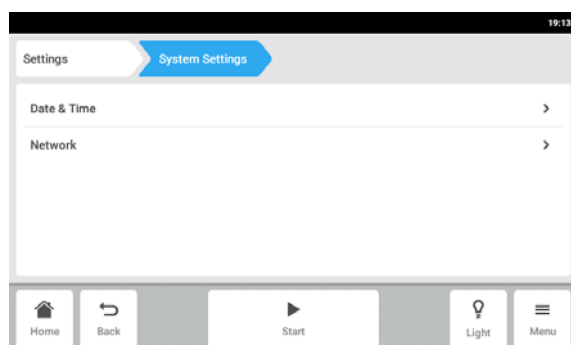 19:13
Settings System Settings
Date & Time
Network
Home Back Start Light Menu